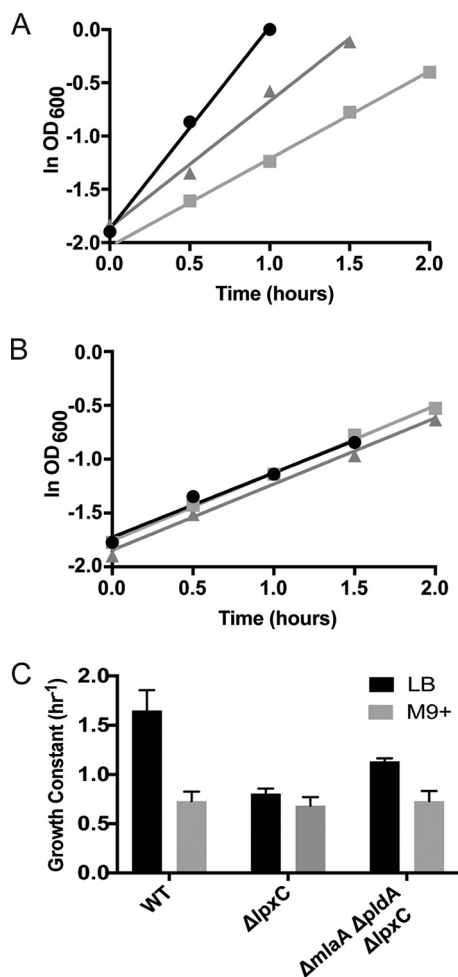 A
ln OD600
0.0
-0.5
-1.0
-1.5
-2.0
0.0 0.5 1.0 1.5 2.0
Time (hours)
B
ln OD600
0.0
-0.5
-1.0
-1.5
-2.0
0.0 0.5 1.0 1.5 2.0
Time (hours)
C
Growth Constant (hr-1)
2.0
1.5
1.0
0.5
0.0
LB
M9+
WT
ΔlpxC
ΔmlaA ΔpldA
ΔlpxC